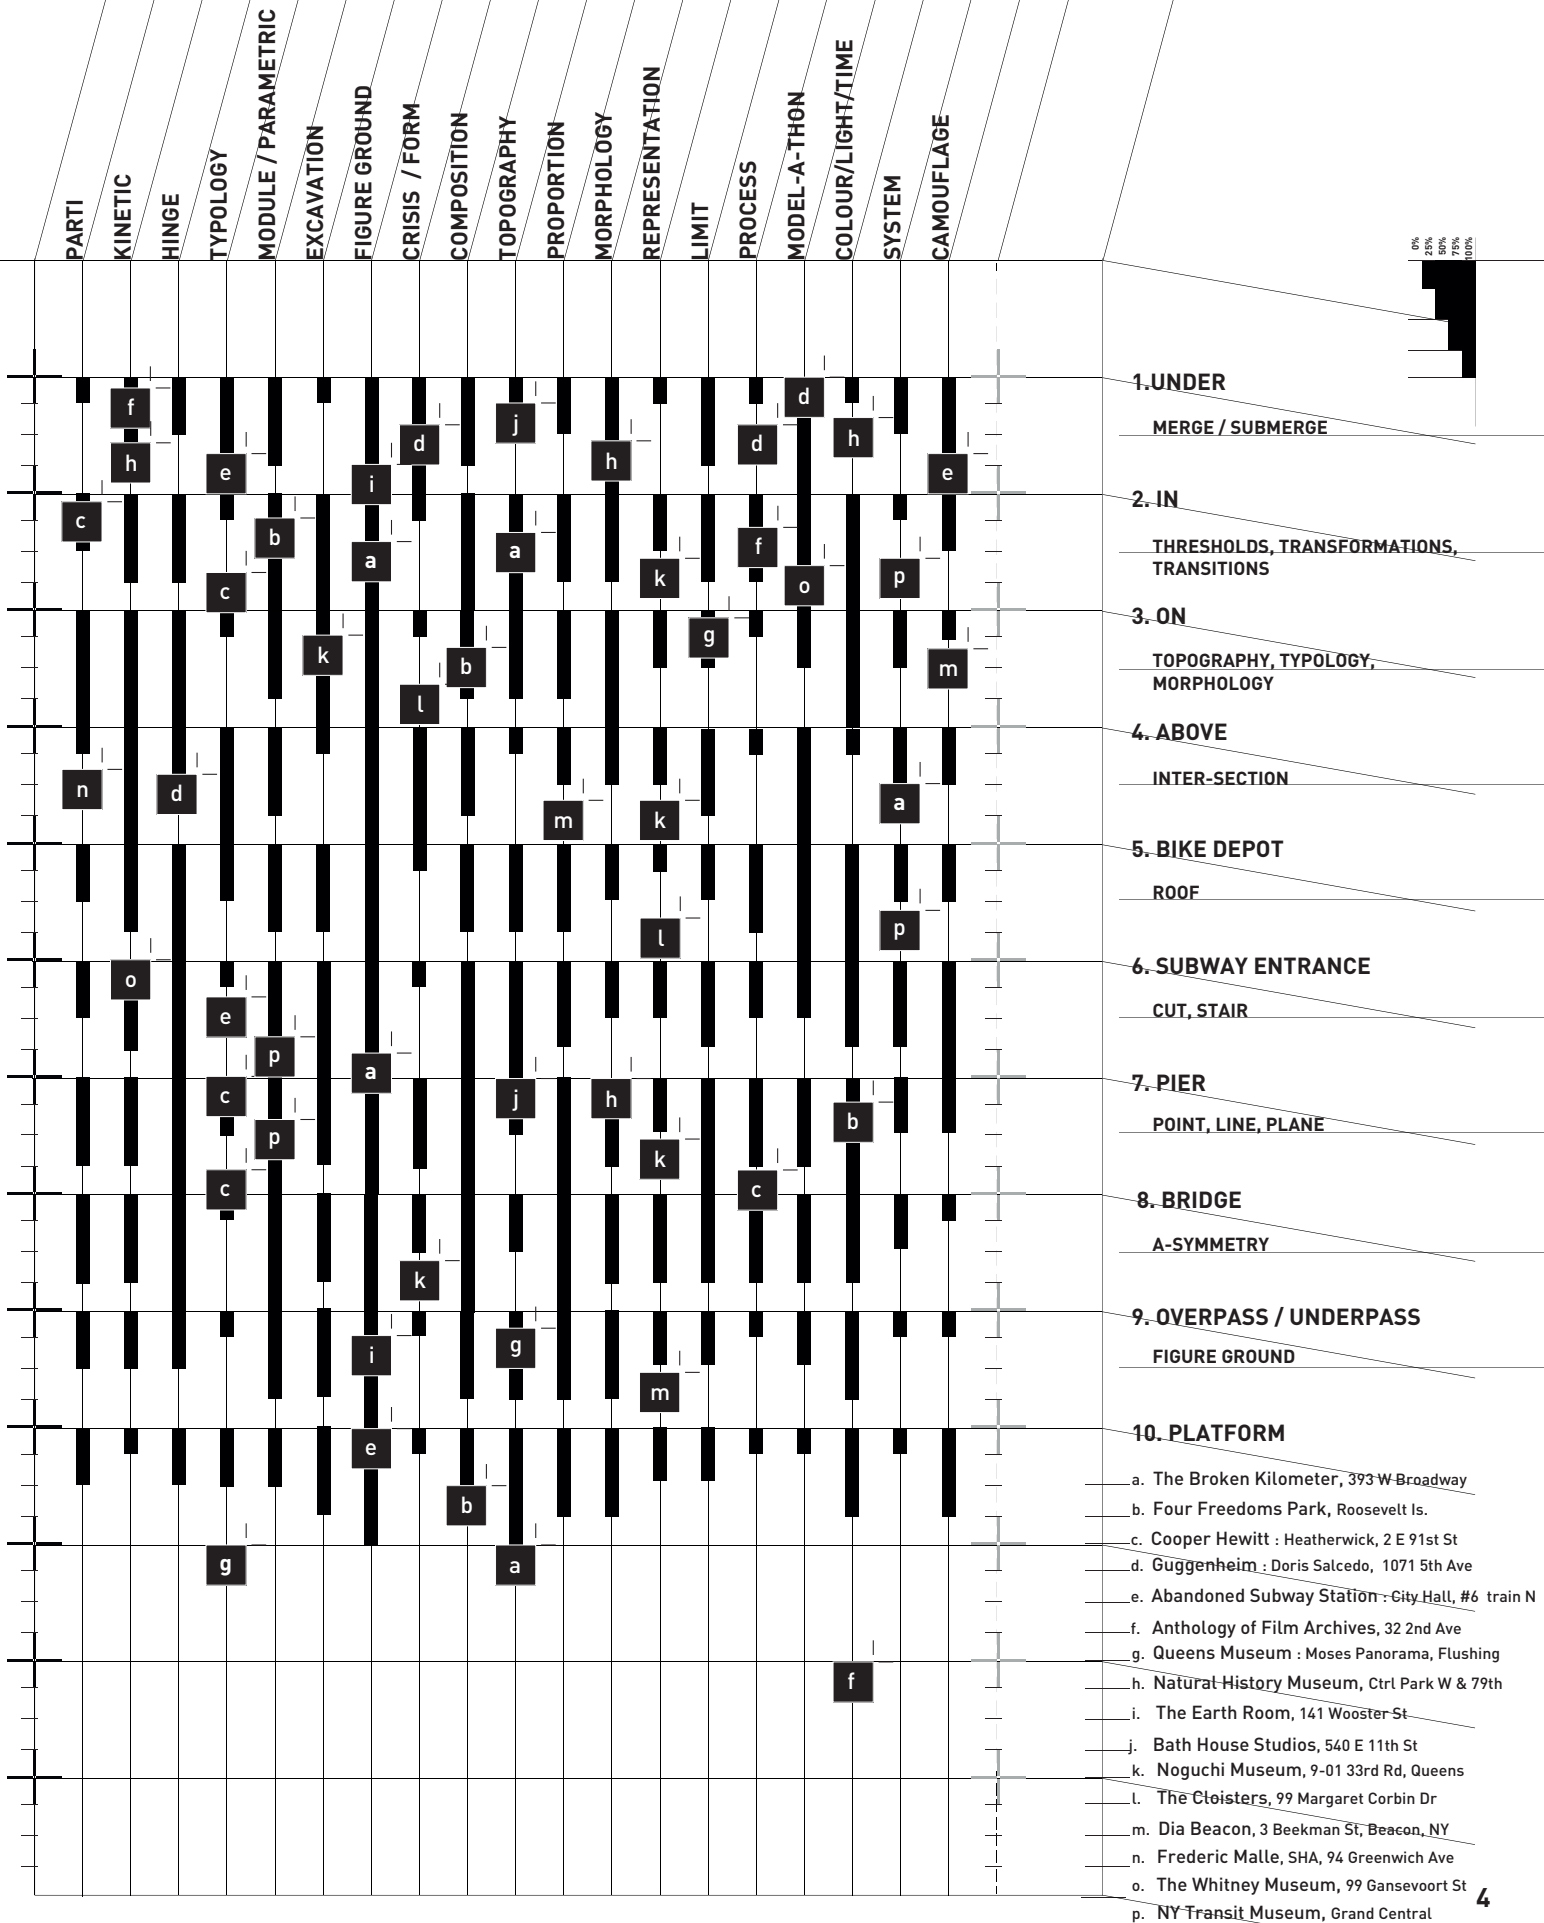 PARTI
KINETIC
HINGE
TYPOLOGY
MODULE / PARAMETRIC
EXCAVATION
FIGURE GROUND
CRISIS / FORM
COMPOSITION
TOPOGRAPHY
PROPORTION
MORPHOLOGY
REPRESENTATION
LIMIT
PROCESS
MODEL-A-THON
COLOUR/LIGHT/TIME
SYSTEM
CAMOUFLAGE
0%
25%
50%
75%
100%
d
f
j
d
d
h
h
h
e
e
i
c
b
a
a
f
k
p
c
o
k
b
g
m
l
n
d
a
m
k
l
p
o
e
p
a
c
j
h
b
p
k
c
c
k
i
g
m
e
b
g
a
f
1.UNDER
MERGE / SUBMERGE
2. IN
THRESHOLDS, TRANSFORMATIONS,
TRANSITIONS
3. ON
TOPOGRAPHY, TYPOLOGY,
MORPHOLOGY
4. ABOVE
INTER-SECTION
5. BIKE DEPOT
ROOF
6. SUBWAY ENTRANCE
CUT, STAIR
7. PIER
POINT, LINE, PLANE
8. BRIDGE
A-SYMMETRY
9. OVERPASS / UNDERPASS
FIGURE GROUND
10. PLATFORM
a. The Broken Kilometer, 393 W Broadway
b. Four Freedoms Park, Roosevelt Is.
c. Cooper Hewitt : Heatherwick, 2 E 91st St
d. Guggenheim : Doris Salcedo, 1071 5th Ave
e. Abandoned Subway Station : City Hall, #6 train N
f. Anthology of Film Archives, 32 2nd Ave
g. Queens Museum : Moses Panorama, Flushing
h. Natural History Museum, Ctrl Park W & 79th
i. The Earth Room, 141 Wooster St
j. Bath House Studios, 540 E 11th St
k. Noguchi Museum, 9-01 33rd Rd, Queens
l. The Cloisters, 99 Margaret Corbin Dr
m. Dia Beacon, 3 Beekman St, Beacon, NY
n. Frederic Malle, SHA, 94 Greenwich Ave
o. The Whitney Museum, 99 Gansevoort St
p. NY Transit Museum, Grand Central
4